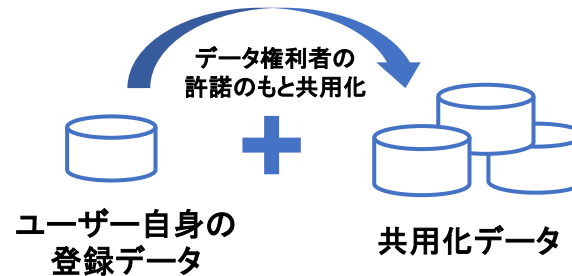 データ権利者の
許諾のもと共用化
ユーザー自身の
登録データ
共用化データ